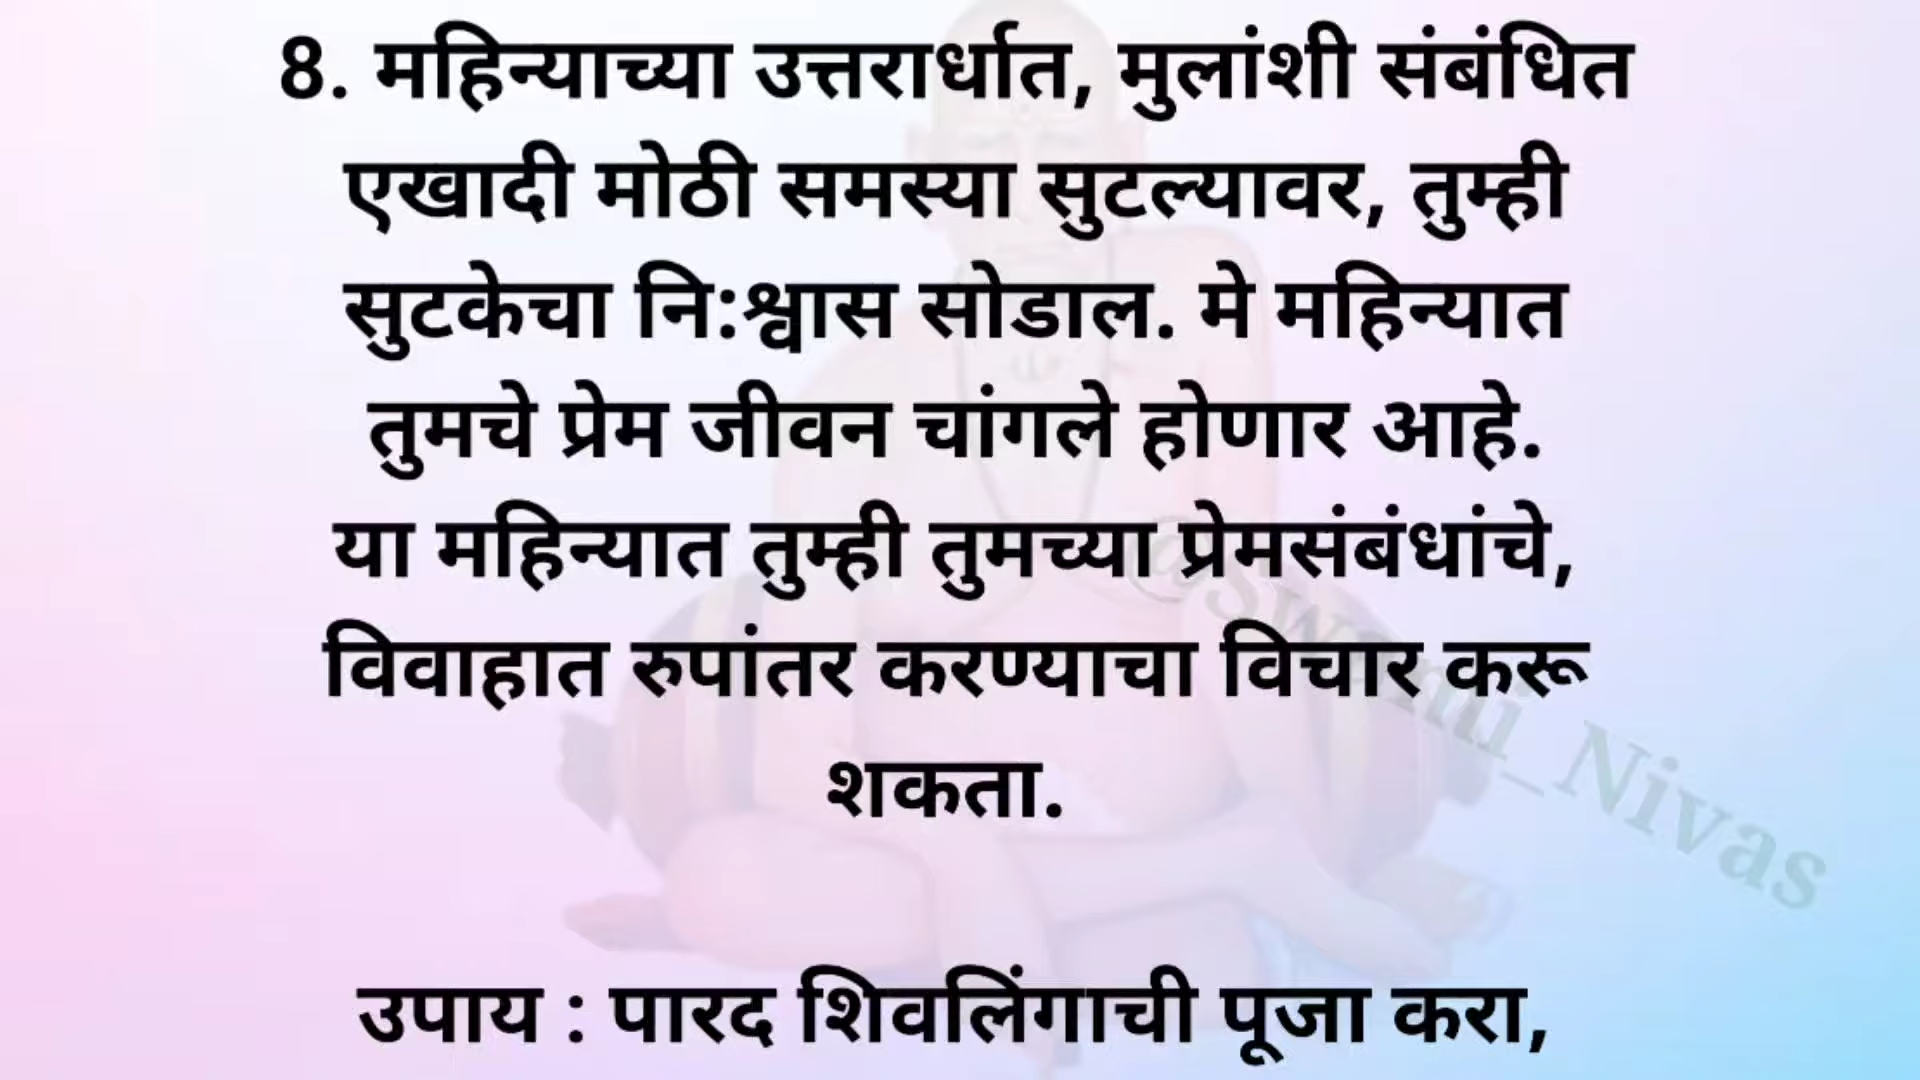 8. महिन्याच्या उत्तरार्धात, मुलांशी संबंधित
एखादी मोठी समस्या सुटल्यावर, तुम्ही
सुटकेचा नि:श्वास सोडाल. मे महिन्यात
तुमचे प्रेम जीवन चांगले होणार आहे.
या महिन्यात तुम्ही तुमच्या प्रेमसंबंधांचे,
विवाहात रुपांतर करण्याचा विचार करू
शकता.
उपाय : पारद शिवलिंगाची पूजा करा,
@Swami_Nivas